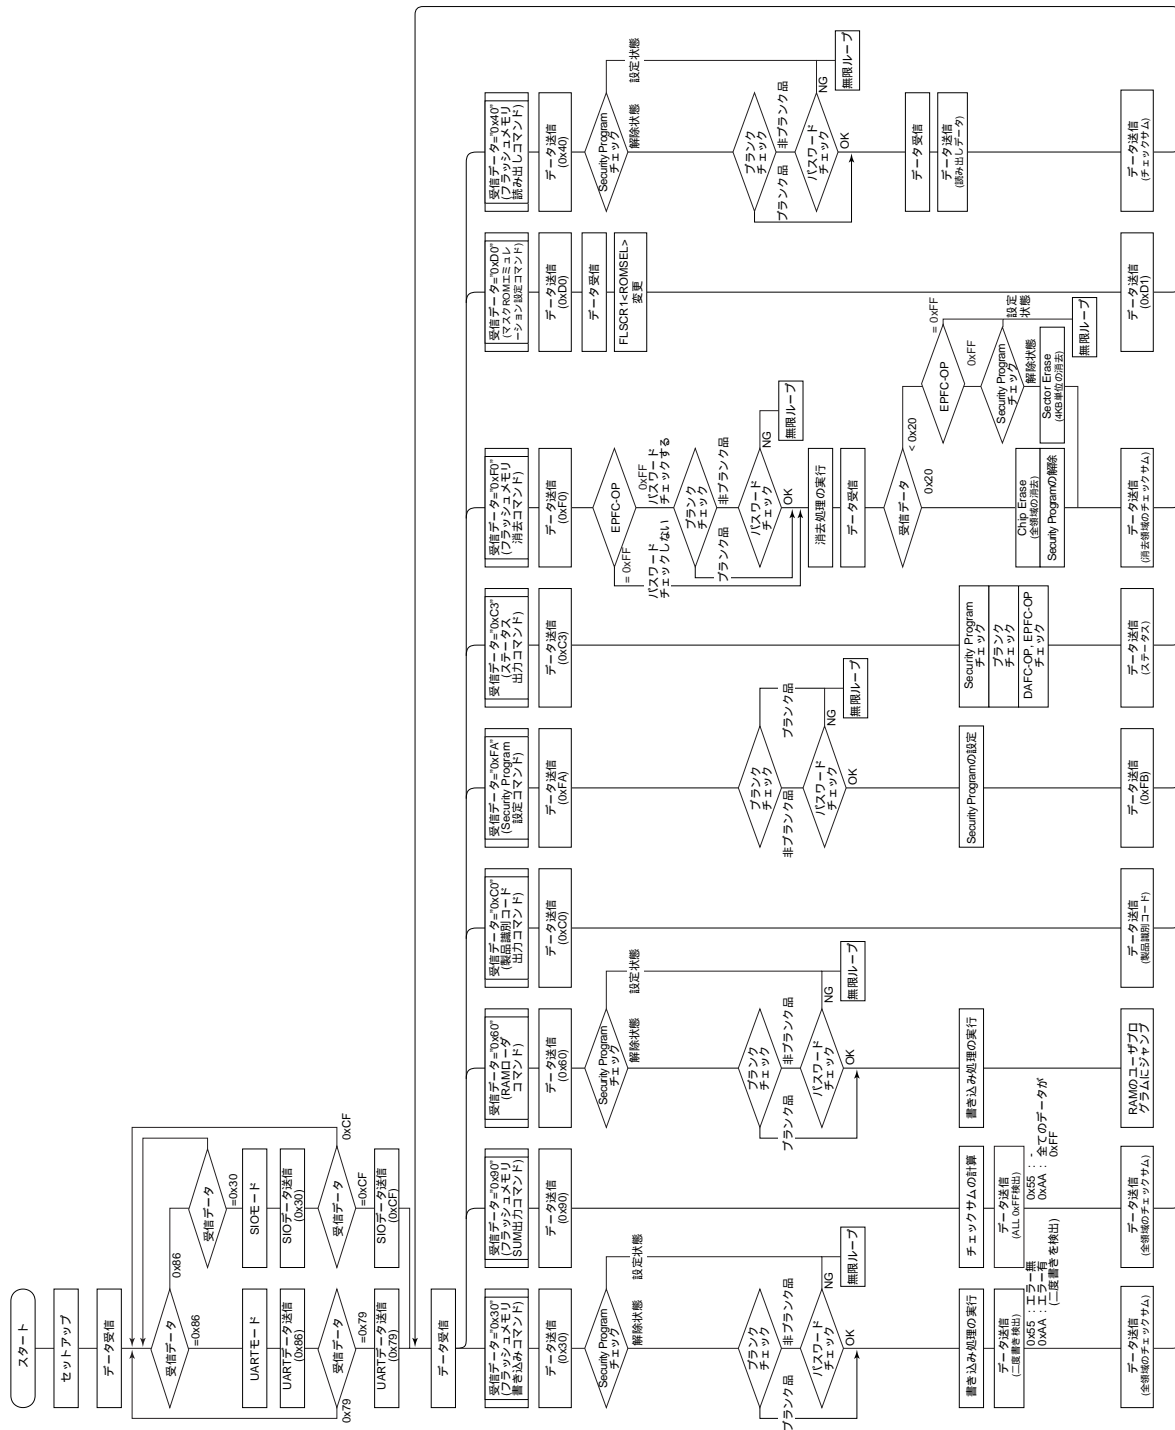 スタート
セットアップ
データ受信
受信データ
=0x86
0x86
UARTモード
UARTデータ送信
(0x86)
受信データ
=0x79
0x79
UARTデータ送信
(0x79)
受信データ
=0x30
SIOモード
SIOデータ送信
(0x30)
受信データ
=0xCF
0xCF
SIOデータ送信
(0xCF)
データ受信
受信データ="0x30"
(フラッシュメモリ
書き込みコマンド)
データ送信
(0x30)
Security Program
チェック
設定状態
解除状態
ブランク
チェック
ブランク品
非ブランク品
パスワード
チェック
NG
OK
無限ループ
書き込み処理の実行
データ送信
(二度書き検出)
0x55 : エラー無
0xAA : エラー有
(二度書きを検出)
データ送信
(全領域のチェックサム)
受信データ="0x90"
(フラッシュメモリ
SUM出力コマンド)
データ送信
(0x90)
チェックサムの計算
データ送信
(ALL 0xFF検出)
0x55 : -
0xAA : 全てのデータが
0xFF
データ送信
(全領域のチェックサム)
受信データ="0x60"
(RAMローダ
コマンド)
データ送信
(0x60)
Security Program
チェック
設定状態
解除状態
ブランク
チェック
ブランク品
非ブランク品
パスワード
チェック
NG
OK
無限ループ
書き込み処理の実行
RAMのユーザプロ
グラムにジャンプ
受信データ="0xC0"
(製品識別コード
出力コマンド)
データ送信
(0xC0)
データ送信
(製品識別コード)
受信データ="0xFA"
(Security Program
設定コマンド)
データ送信
(0xFA)
ブランク
チェック
ブランク品
非ブランク品
パスワード
チェック
NG
OK
無限ループ
Security Programの設定
データ送信
(0xFB)
受信データ="0xC3"
(ステータス
出力コマンド)
データ送信
(0xC3)
Security Program
チェック
ブランク
チェック
DAFC-OP, EPFC-OP
チェック
データ送信
(ステータス)
受信データ="0xF0"
(フラッシュメモリ
消去コマンド)
データ送信
(0xF0)
EPFC-OP
= 0xFF
パスワード
チェックしない
0xFF
パスワード
チェックする
ブランク
チェック
ブランク品
非ブランク品
パスワード
チェック
NG
OK
無限ループ
消去処理の実行
データ受信
受信データ
< 0x20
0x20
EPFC-OP
= 0xFF
0xFF
Security Program
チェック
設定
状態
解除状態
無限ループ
Chip Erase
(全領域の消去)
Security Programの解除
Sector Erase
(4KB単位の消去)
データ送信
(消去領域のチェックサム)
受信データ="0xD0"
(マスクROMエミュレ
ーション設定コマンド)
データ送信
(0xD0)
データ受信
FLSCR1<ROMSEL>
変更
データ送信
(0xD1)
受信データ="0x40"
(フラッシュメモリ
読み出しコマンド)
データ送信
(0x40)
Security Program
チェック
設定状態
解除状態
ブランク
チェック
ブランク品
非ブランク品
パスワード
チェック
NG
OK
無限ループ
データ受信
データ送信
(読み出しデータ)
データ送信
(チェックサム)